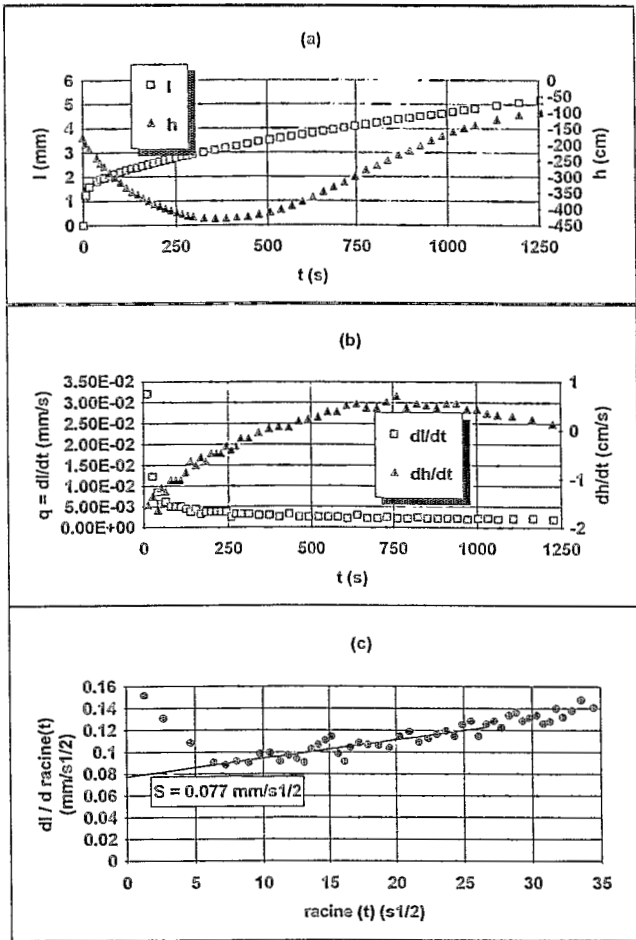 (a)
l (mm)
6
5
4
3
2
1
0
l
h
0
-50
-100
-150
-200
-250
-300
-350
-400
-450
h (cm)
0
250
500
750
1000
1250
t (s)
(b)
q = dl/dt (mm/s)
3.50E-02
3.00E-02
2.50E-02
2.00E-02
1.50E-02
1.00E-02
5.00E-03
0.00E+00
dl/dt
dh/dt
1
0
-1
-2
dh/dt (cm/s)
0
250
500
750
1000
1250
t (s)
(c)
dl / d racine(t)
(mm/s1/2)
0.16
0.14
0.12
0.1
0.08
0.06
0.04
0.02
0
S = 0.077 mm/s1/2
0
5
10
15
20
25
30
35
racine (t) (s1/2)